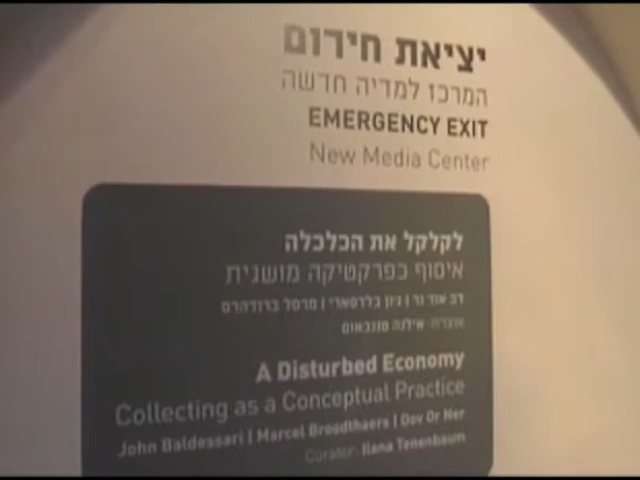 יציאת חירום
המרכז למדיה חדשה
EMERGENCY EXIT
New Media Center
לקלקל את הכלכלה
איסוף כפרקטיקה מושגית
דב אור נר | ג'ון בלדסארי | מרסל ברודהרס
אוצרת: אילנה טננבאום
A Disturbed Economy
Collecting as a Conceptual Practice
John Baldessari | Marcel Broodthaers | Dov Or Ner
Curator: Ilana Tenenbaum